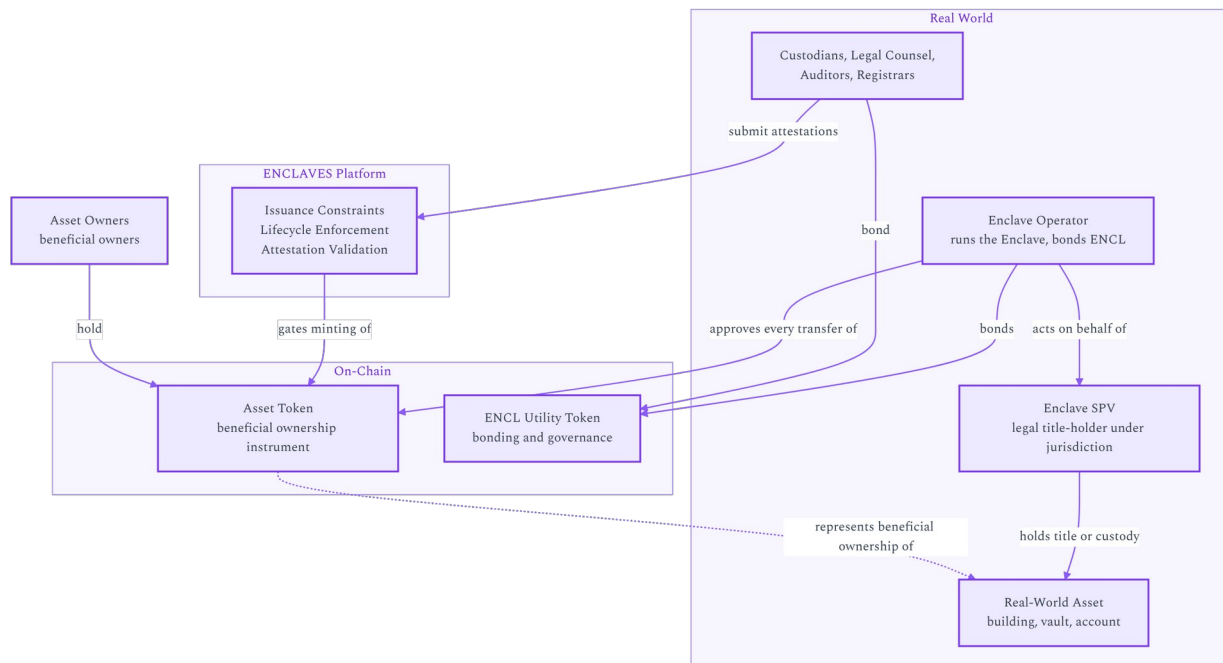 Real World
Custodians, Legal Counsel,
Auditors, Registrars
submit attestations
ENCLAVES Platform
Issuance Constraints
Lifecycle Enforcement
Attestation Validation
Asset Owners
beneficial owners
Enclave Operator
runs the Enclave, bonds ENCL
bond
hold
gates minting of
approves every transfer of
bonds
acts on behalf of
On-Chain
Asset Token
beneficial ownership
instrument
ENCL Utility Token
bonding and governance
Enclave SPV
legal title-holder under
jurisdiction
represents beneficial
ownership of
holds title or custody
Real-World Asset
building, vault, account